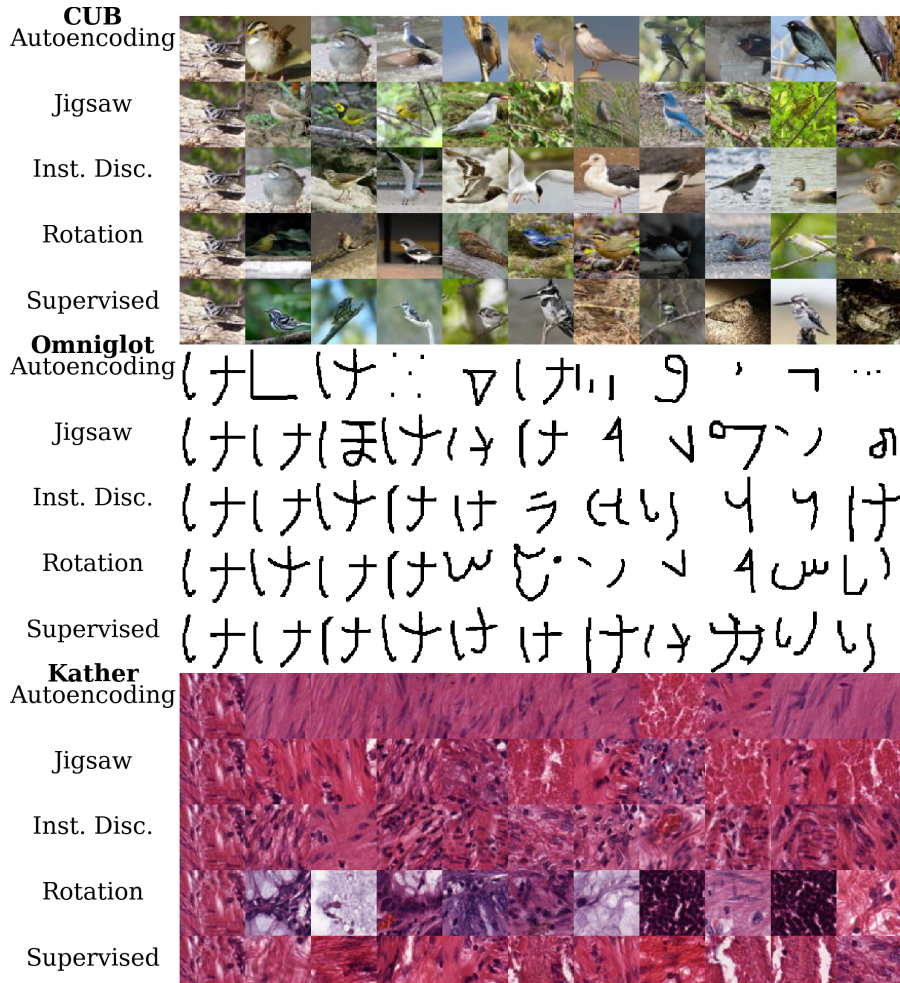 CUB
Autoencoding
Jigsaw
Inst. Disc.
Rotation
Supervised
Omniglot
Autoencoding
Jigsaw
Inst. Disc.
Rotation
Supervised
Kather
Autoencoding
Jigsaw
Inst. Disc.
Rotation
Supervised